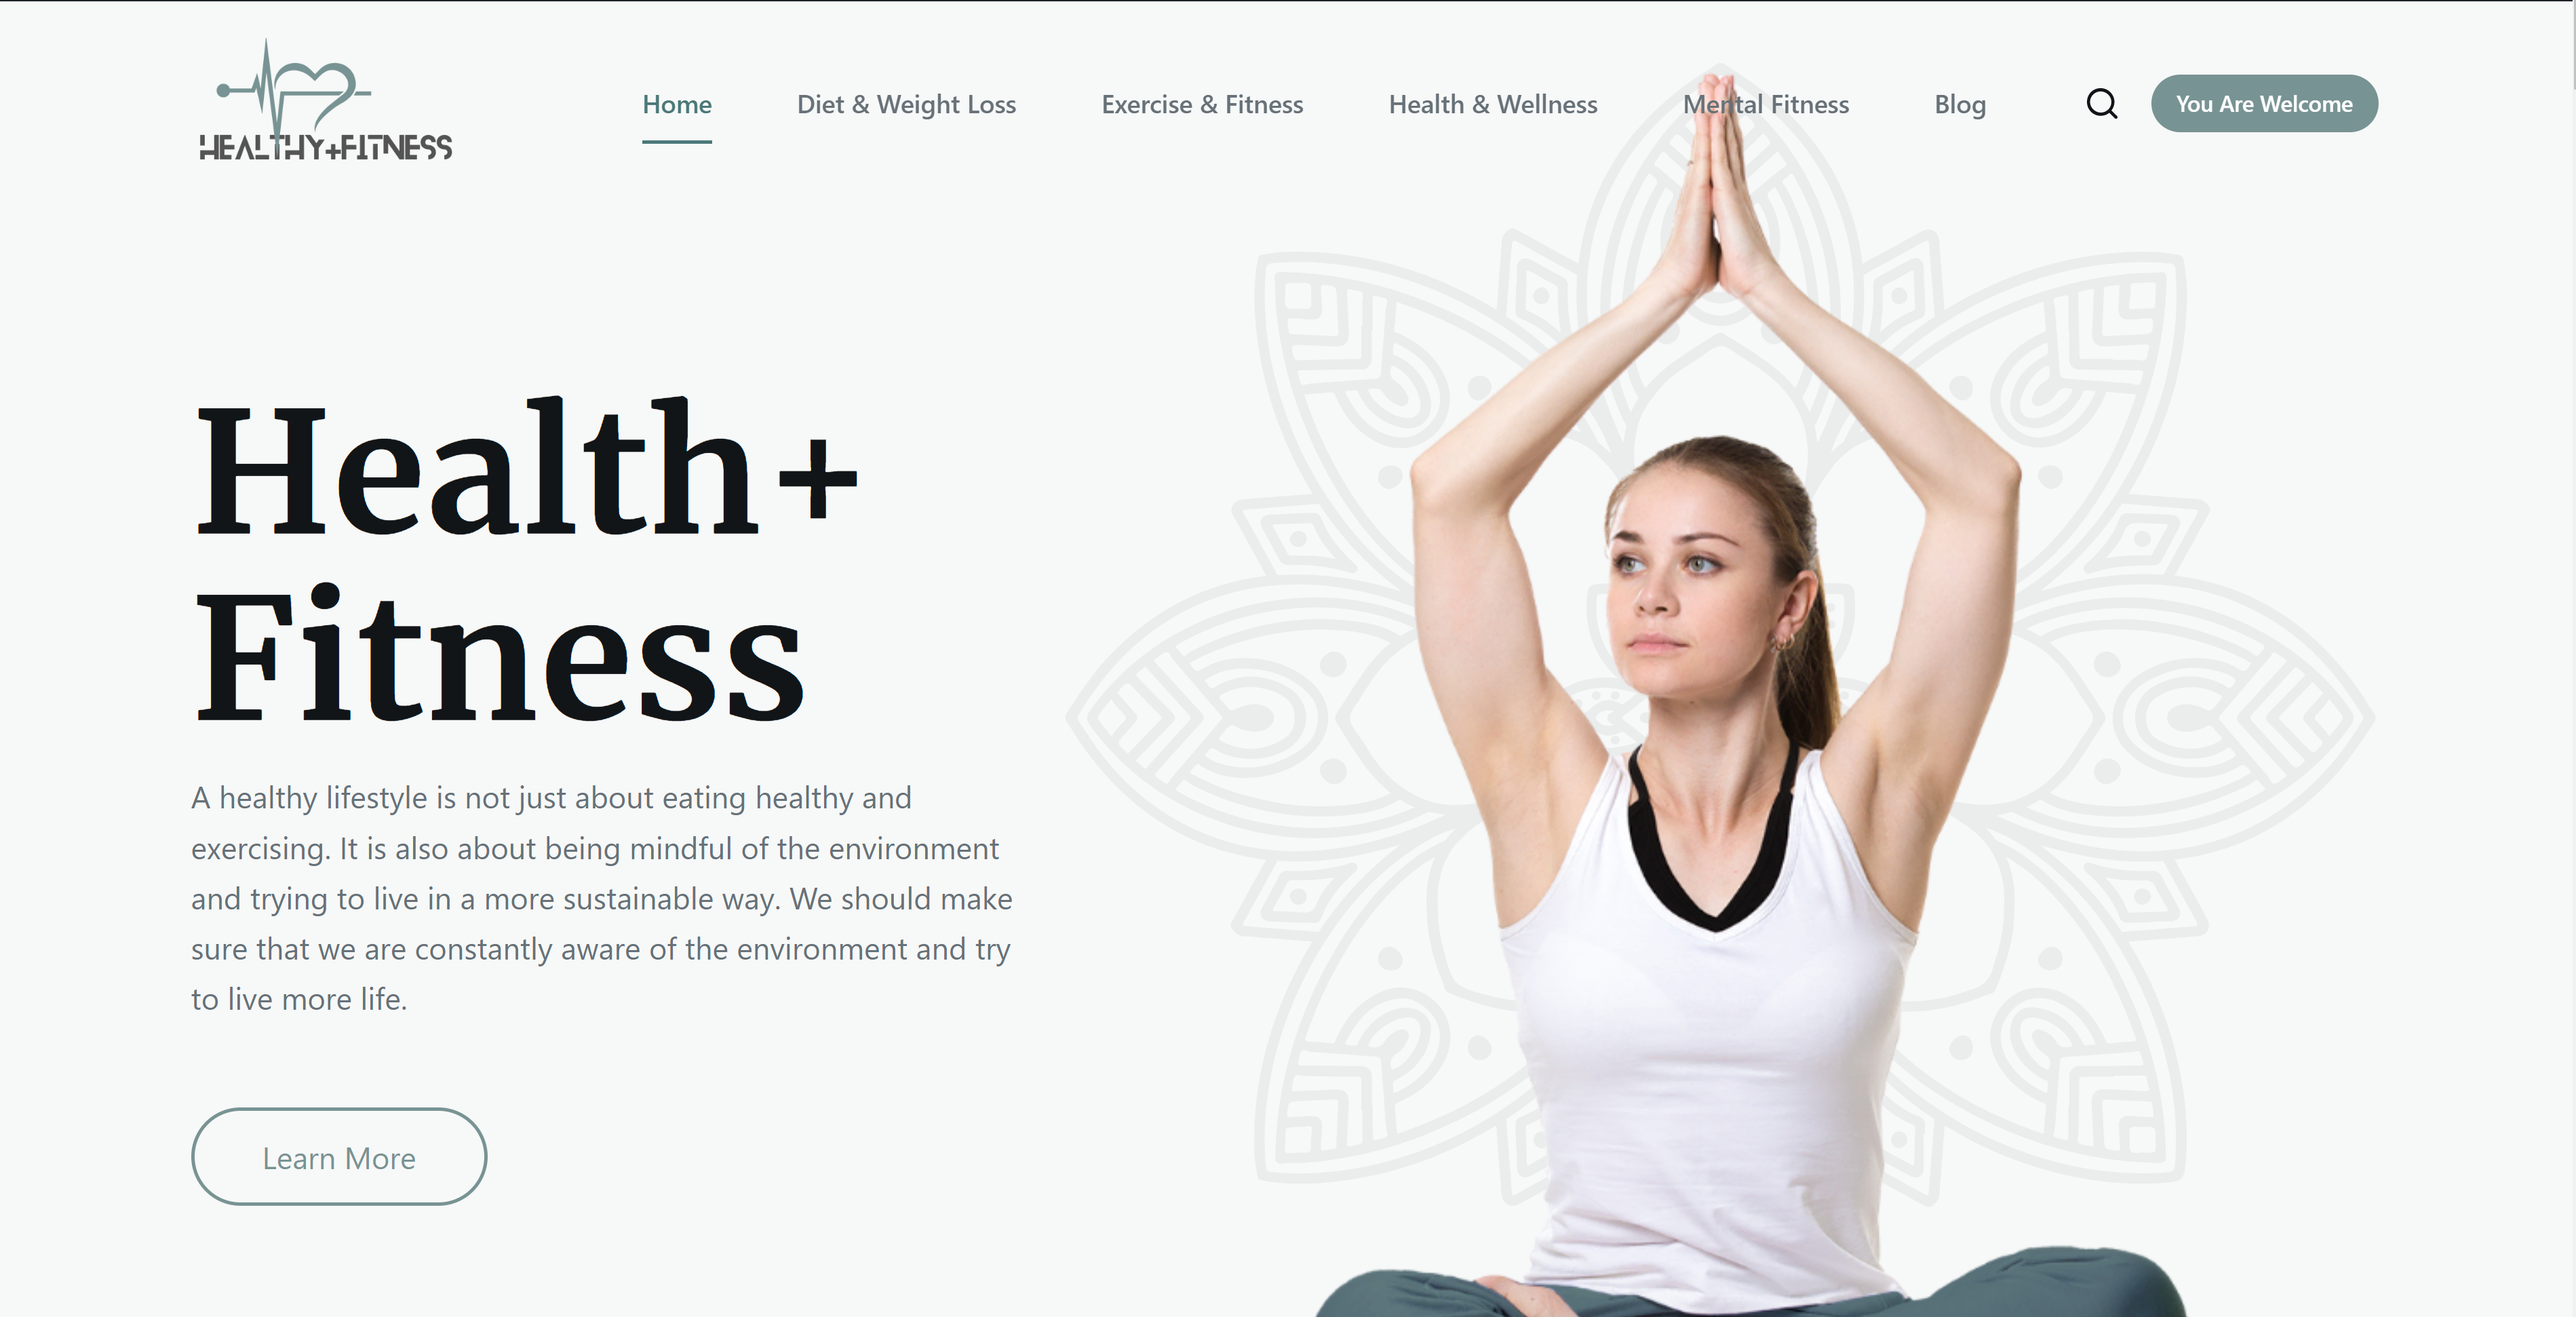 HEALTHY+FITNESS
Home Diet & Weight Loss Exercise & Fitness Health & Wellness Mental Fitness Blog You Are Welcome
Health+
Fitness
A healthy lifestyle is not just about eating healthy and
exercising. It is also about being mindful of the environment
and trying to live in a more sustainable way. We should make
sure that we are constantly aware of the environment and try
to live more life.
Learn More